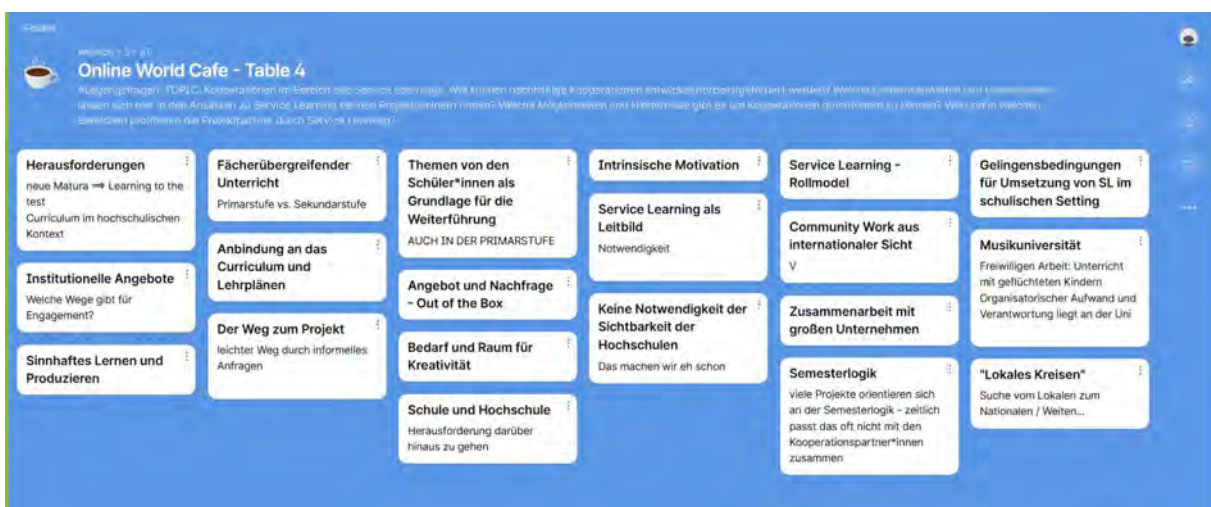 Online World Cafe - Table 4
Herausforderungen
neue Matura ⟹ Learning to the
test
Curriculum im hochschulischen
Kontext
Institutionelle Angebote
Welche Wege gibt für
Engagement?
Sinnhaftes Lernen und
Produzieren
Fächerübergreifender
Unterricht
Primarstufe vs. Sekundarstufe
Anbindung an das
Curriculum und
Lehrplänen
Der Weg zum Projekt
leichter Weg durch informelles
Anfragen
Themen von den
Schüler*innen als
Grundlage für die
Weiterführung
AUCH IN DER PRIMARSTUFE
Angebot und Nachfrage
- Out of the Box
Bedarf und Raum für
Kreativität
Schule und Hochschule
Herausforderung darüber
hinaus zu gehen
Intrinsische Motivation
Service Learning als
Leitbild
Notwendigkeit
Keine Notwendigkeit der
Sichtbarkeit der
Hochschulen
Das machen wir eh schon
Service Learning -
Rollmodel
Community Work aus
internationaler Sicht
V
Zusammenarbeit mit
großen Unternehmen
Semesterlogik
viele Projekte orientieren sich
an der Semesterlogik - zeitlich
passt das oft nicht mit den
Kooperationspartner*innen
zusammen
Gelingensbedingungen
für Umsetzung von SL im
schulischen Setting
Musikuniversität
Freiwilligen Arbeit: Unterricht
mit geflüchteten Kindern
Organisatorischer Aufwand und
Verantwortung liegt an der Uni
"Lokales Kreisen"
Suche vom Lokalen zum
Nationalen / Weiten...